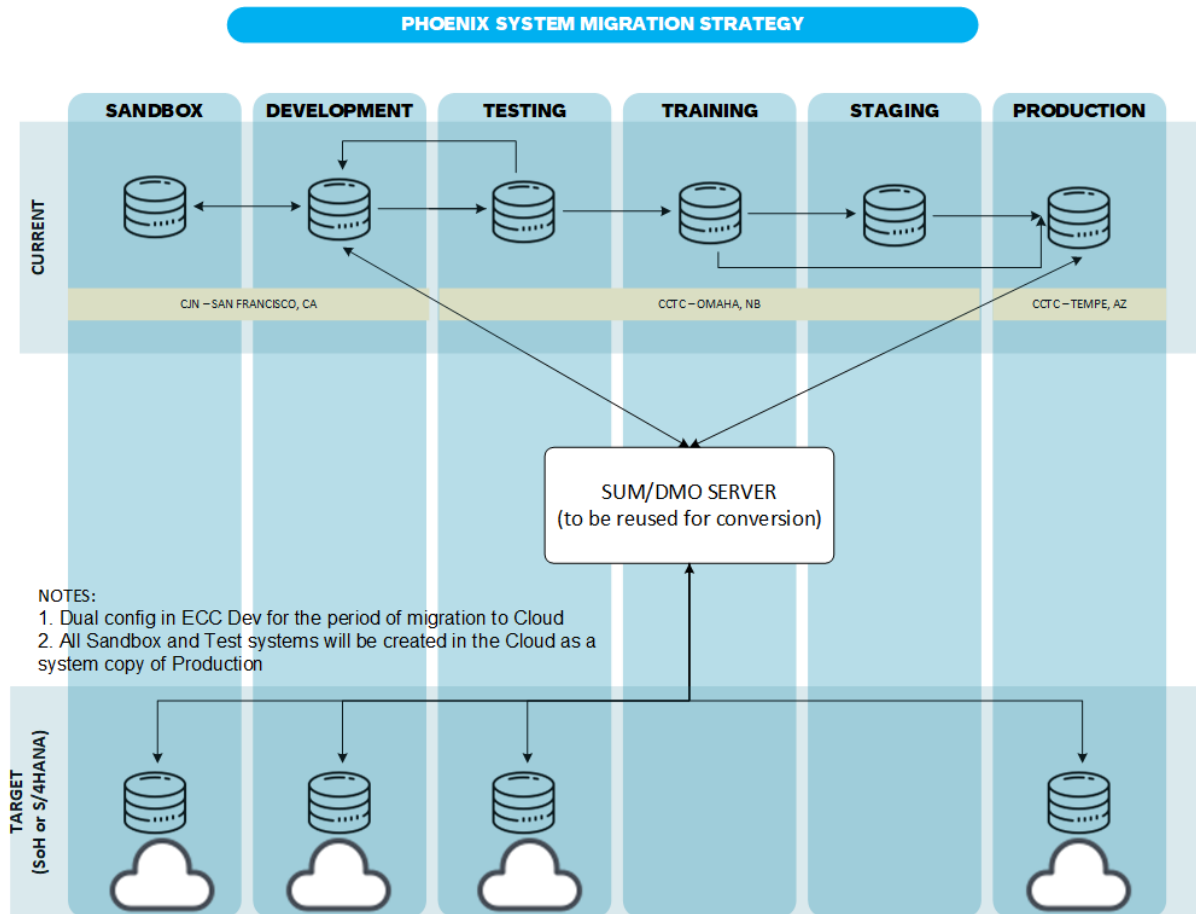 PHOENIX SYSTEM MIGRATION STRATEGY
SANDBOX
DEVELOPMENT
TESTING
TRAINING
STAGING
PRODUCTION
CURRENT
CJN – SAN FRANCISCO, CA
CCTC – OMAHA, NB
CCTC – TEMPE, AZ
SUM/DMO SERVER
(to be reused for conversion)
NOTES:
1. Dual config in ECC Dev for the period of migration to Cloud
2. All Sandbox and Test systems will be created in the Cloud as a
system copy of Production
TARGET
(SoH or S/4HANA)